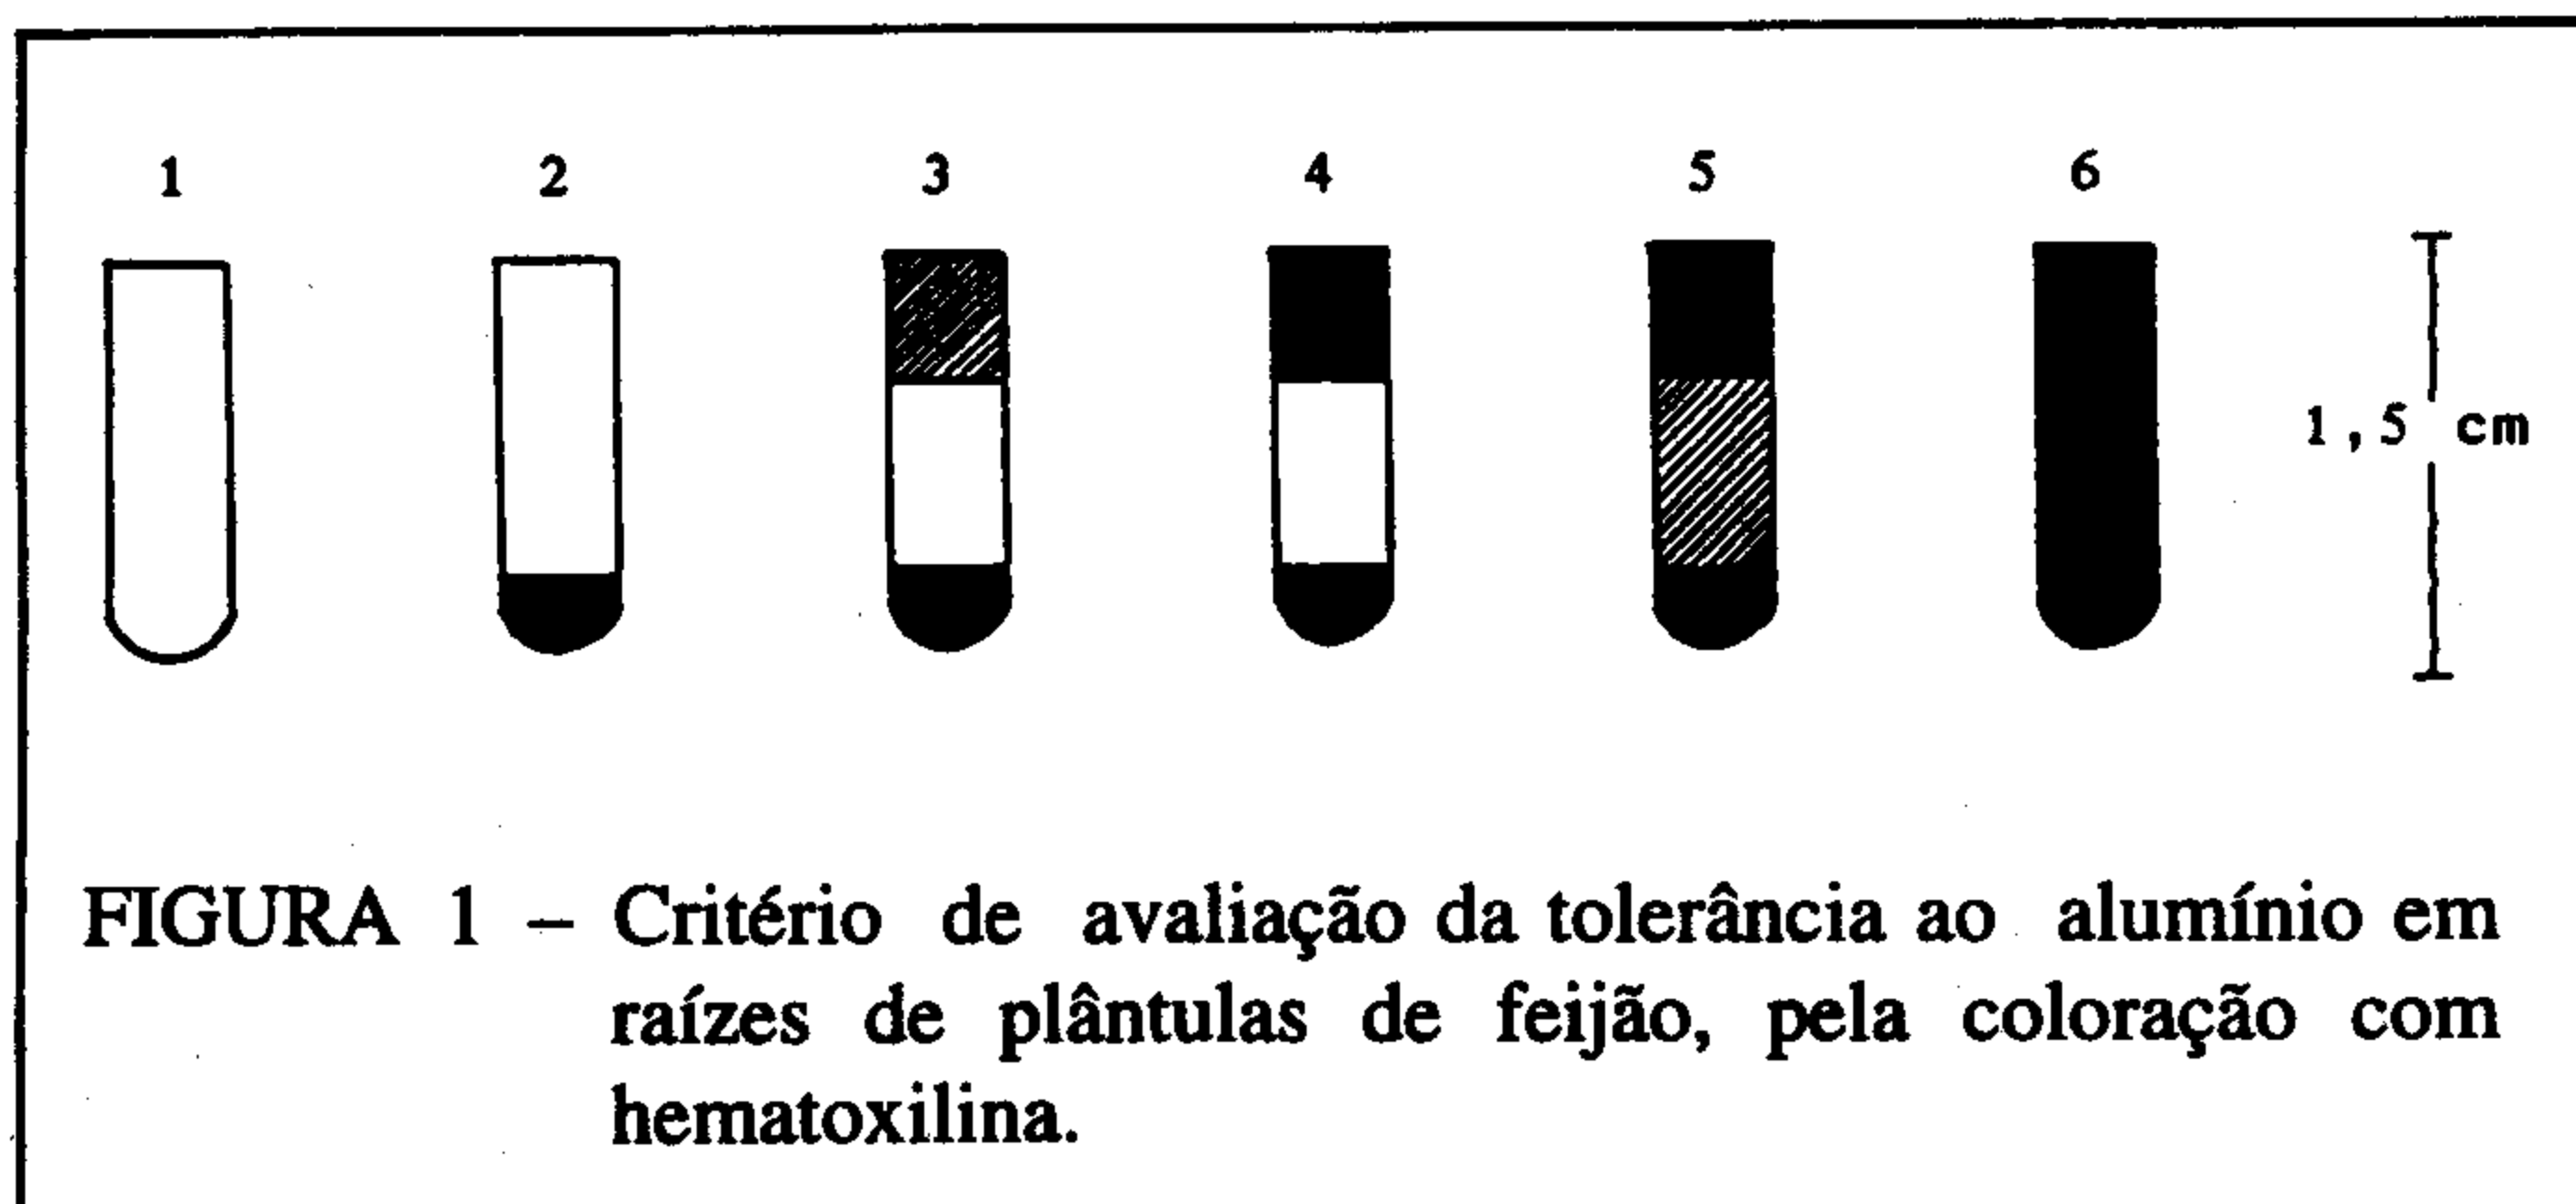 1 2 3 4 5 6
1,5 cm
FIGURA 1 – Critério de avaliação da tolerância ao alumínio em
raízes de plântulas de feijão, pela coloração com
hematoxilina.